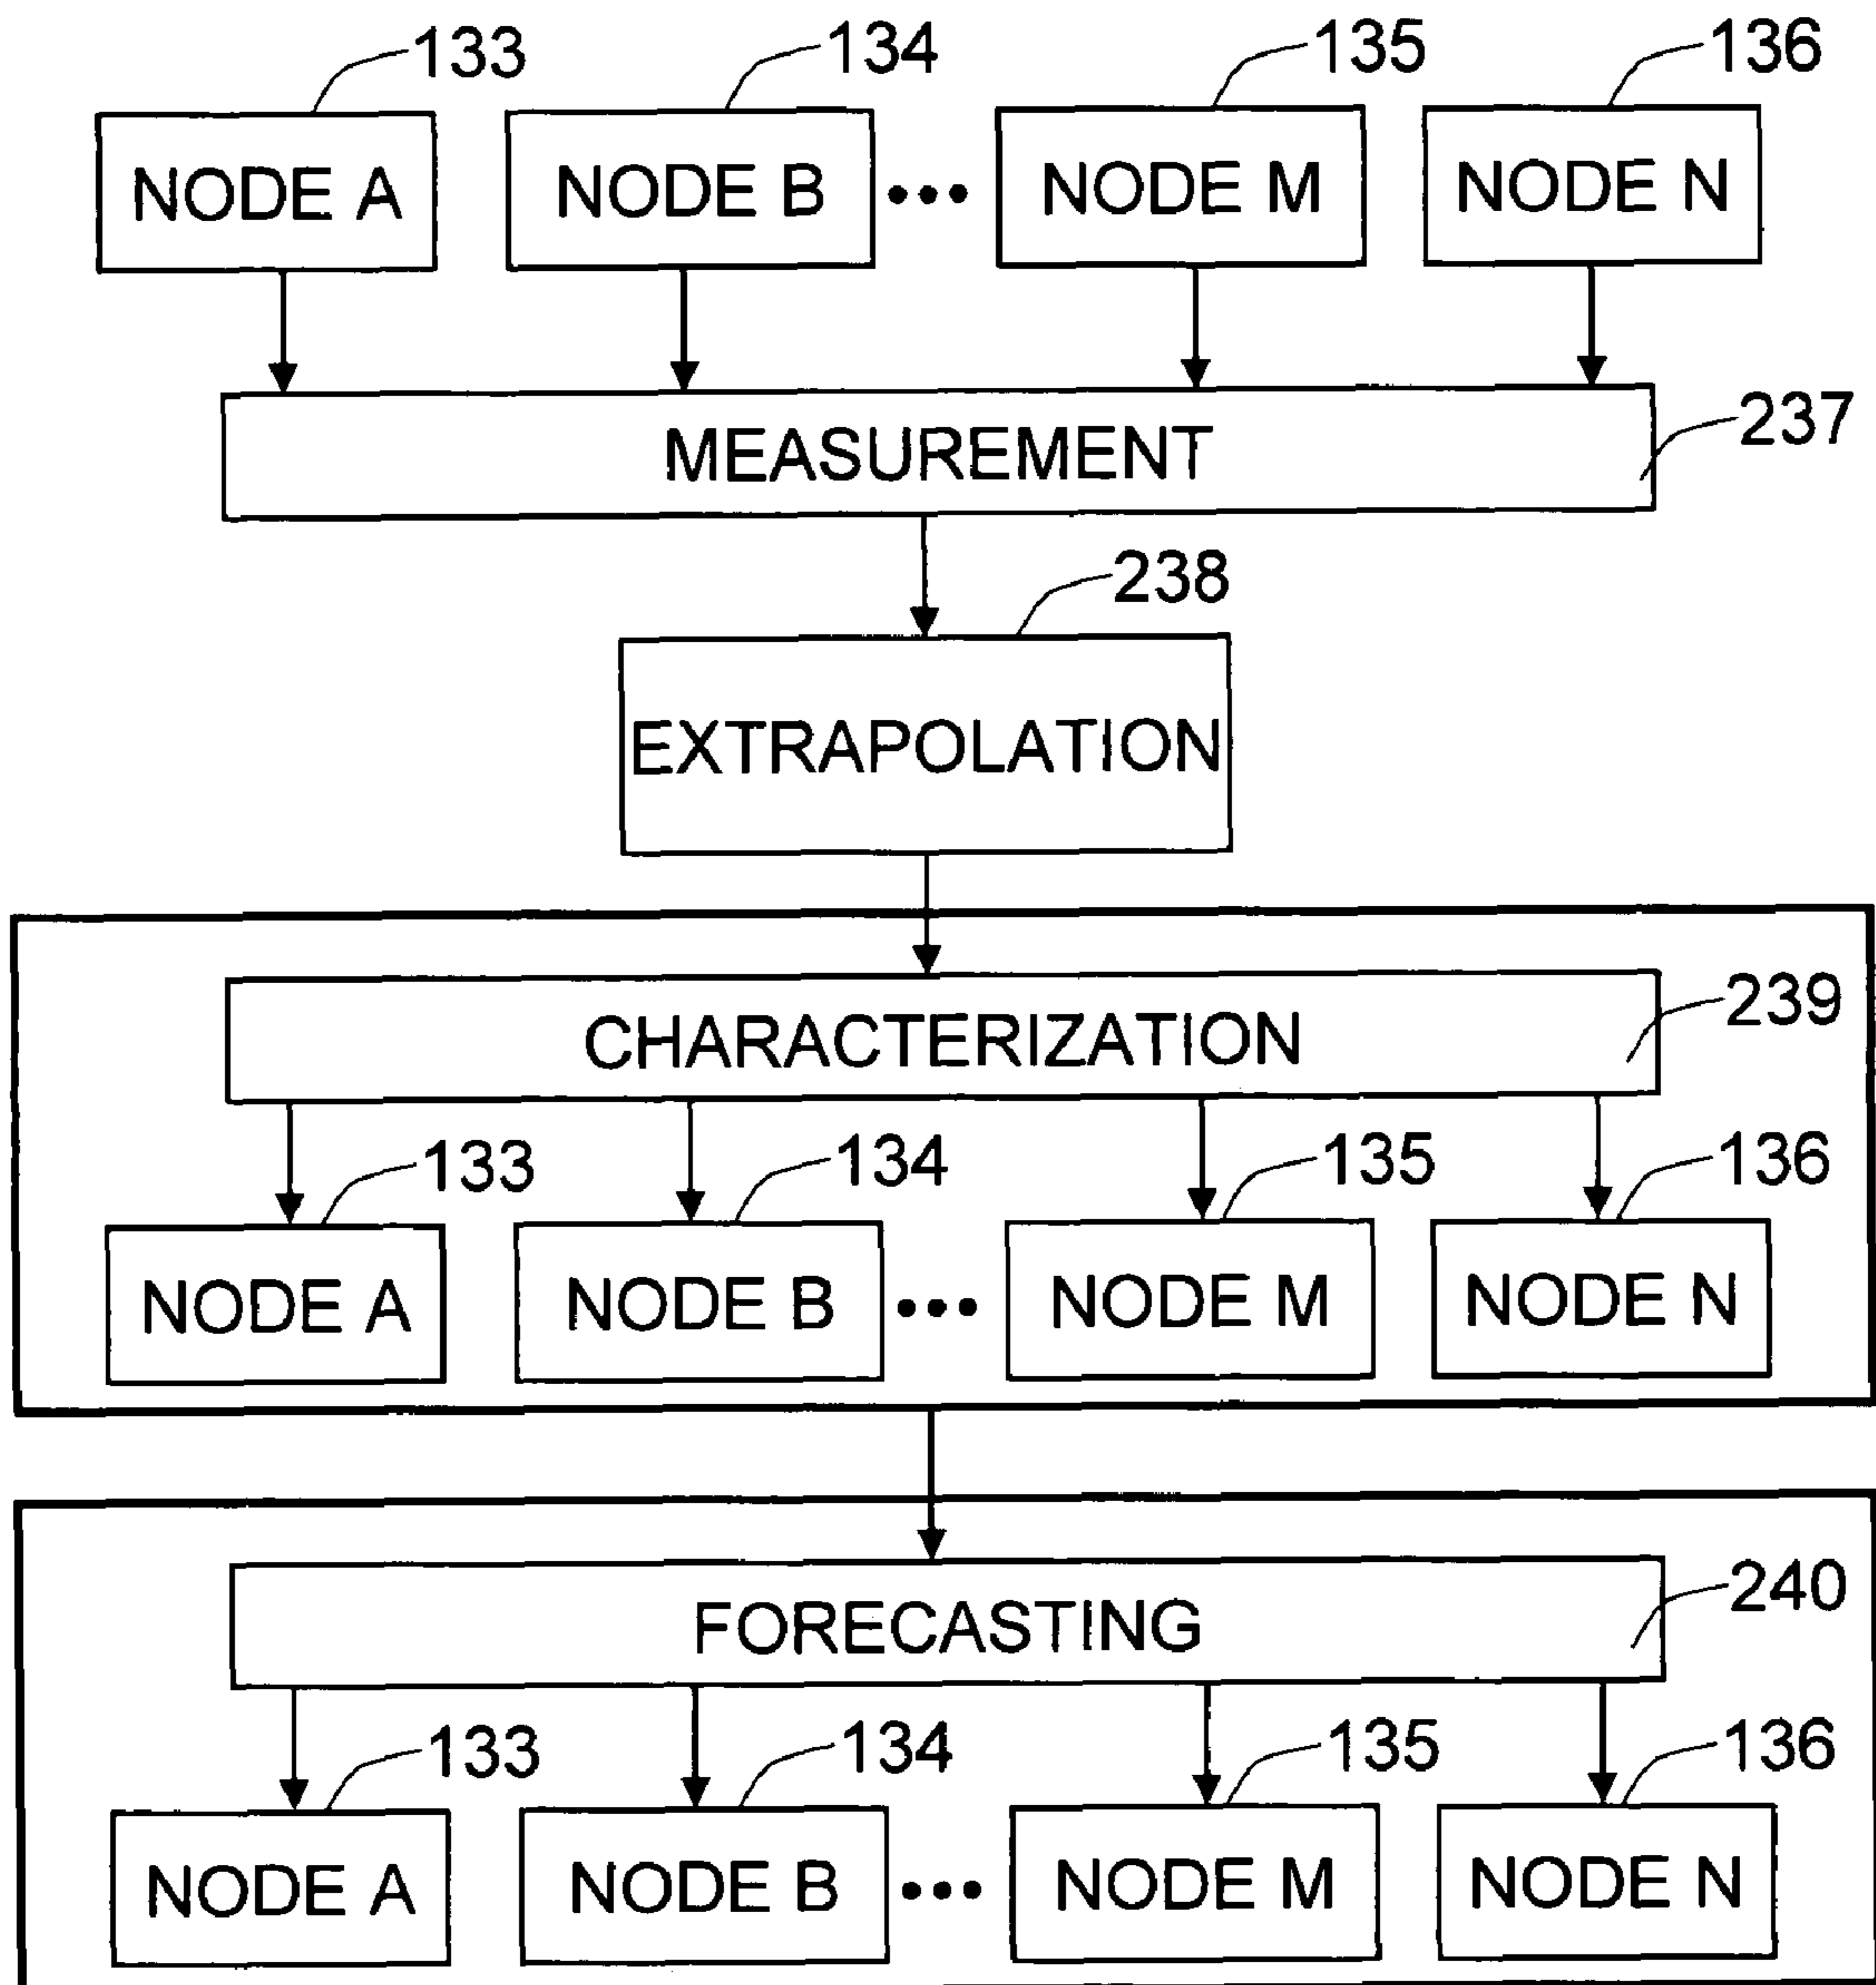 133 134 135 136
NODE A NODE B ••• NODE M NODE N
MEASUREMENT 237
238
EXTRAPOLATION
CHARACTERIZATION 239
133 134 135 136
NODE A NODE B ••• NODE M NODE N
FORECASTING 240
133 134 135 136
NODE A NODE B ••• NODE M NODE N